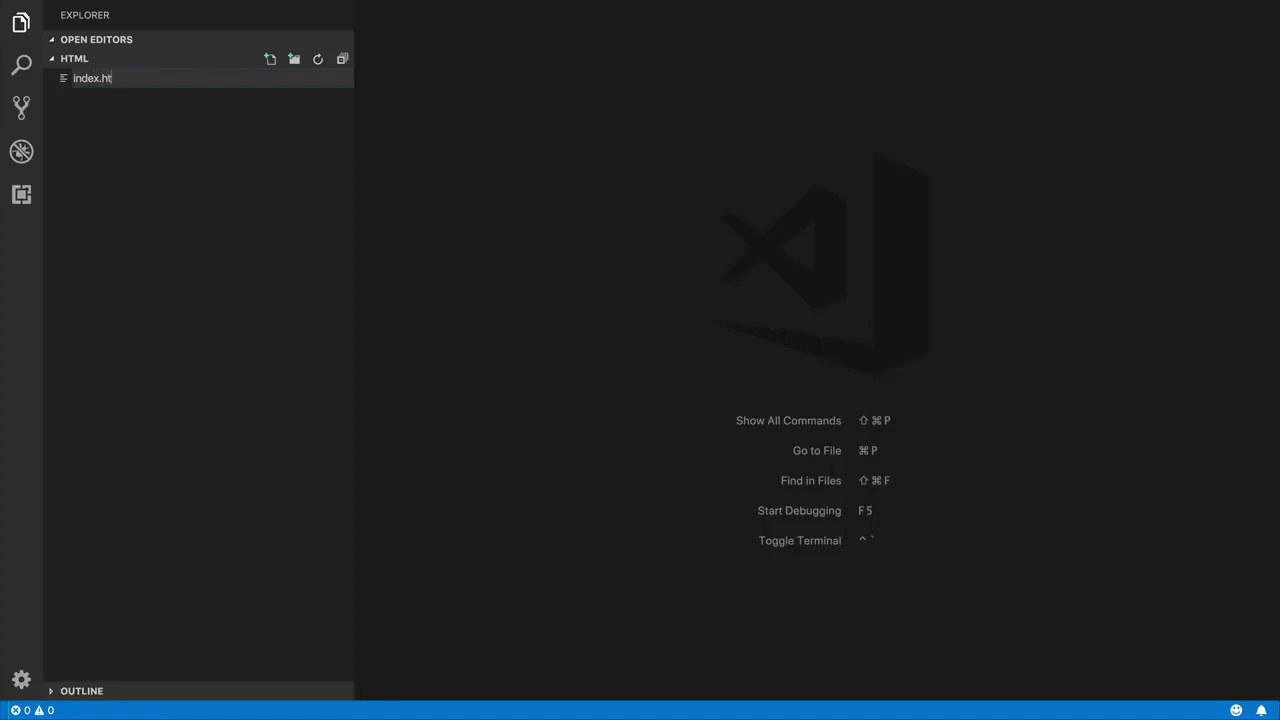 EXPLORER
OPEN EDITORS
HTML
index.ht
Show All Commands ⇧⌘P
Go to File ⌘P
Find in Files ⇧⌘F
Start Debugging F5
Toggle Terminal ^`
OUTLINE
0 0